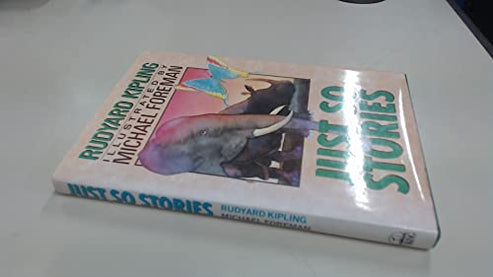 RUDYARD KIPLING
ILLUSTRATED BY
MICHAEL FOREMAN
JUST SO
STORIES
JUST SO STORIES
RUDYARD KIPLING
MICHAEL FOREMAN